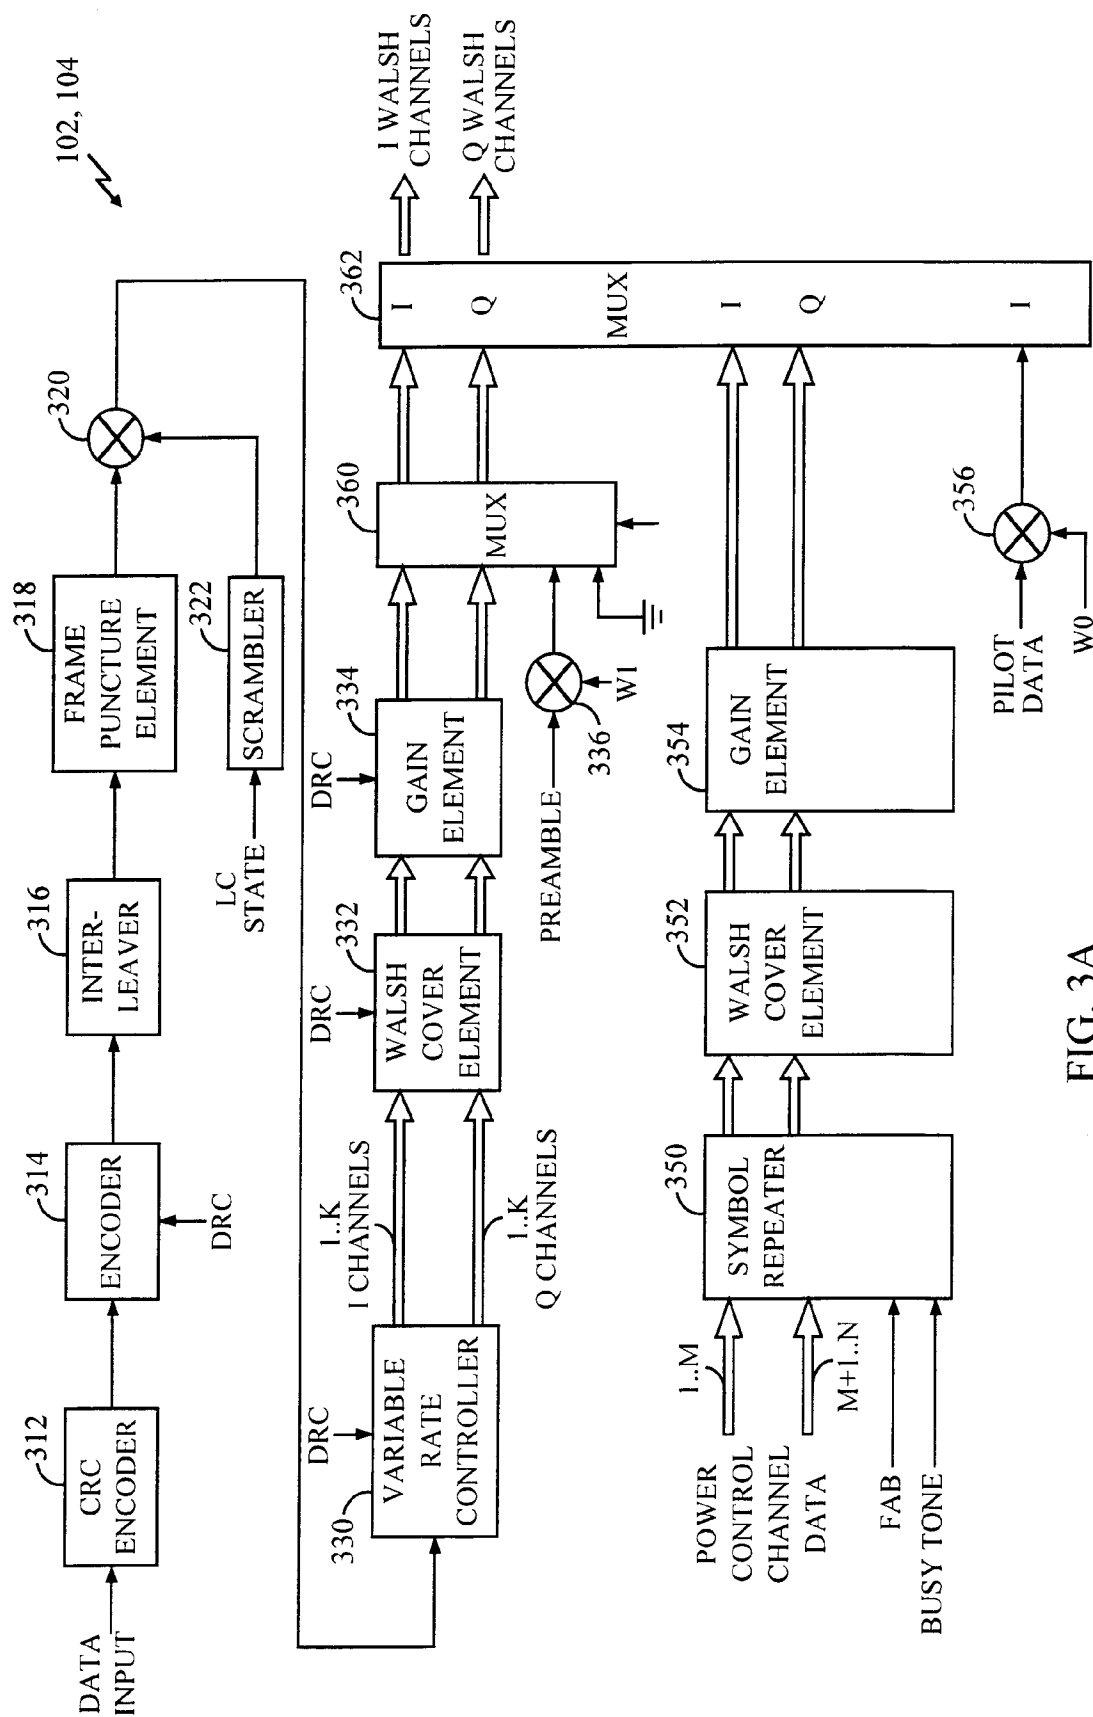 102, 104
DATA
INPUT
312
CRC
ENCODER
314
ENCODER
DRC
316
INTER-
LEAVER
318
FRAME
PUNCTURE
ELEMENT
320
LC
STATE
322
SCRAMBLER
330
DRC
VARIABLE
RATE
CONTROLLER
1..K
I CHANNELS
1..K
Q CHANNELS
DRC
332
WALSH
COVER
ELEMENT
DRC
334
GAIN
ELEMENT
PREAMBLE
336
W1
360
MUX
362
I
Q
MUX
I
Q
I
I WALSH
CHANNELS
Q WALSH
CHANNELS
POWER
CONTROL
CHANNEL
DATA
1..M
M+1..N
FAB
BUSY TONE
350
SYMBOL
REPEATER
352
WALSH
COVER
ELEMENT
354
GAIN
ELEMENT
PILOT
DATA
356
W0
FIG. 3A